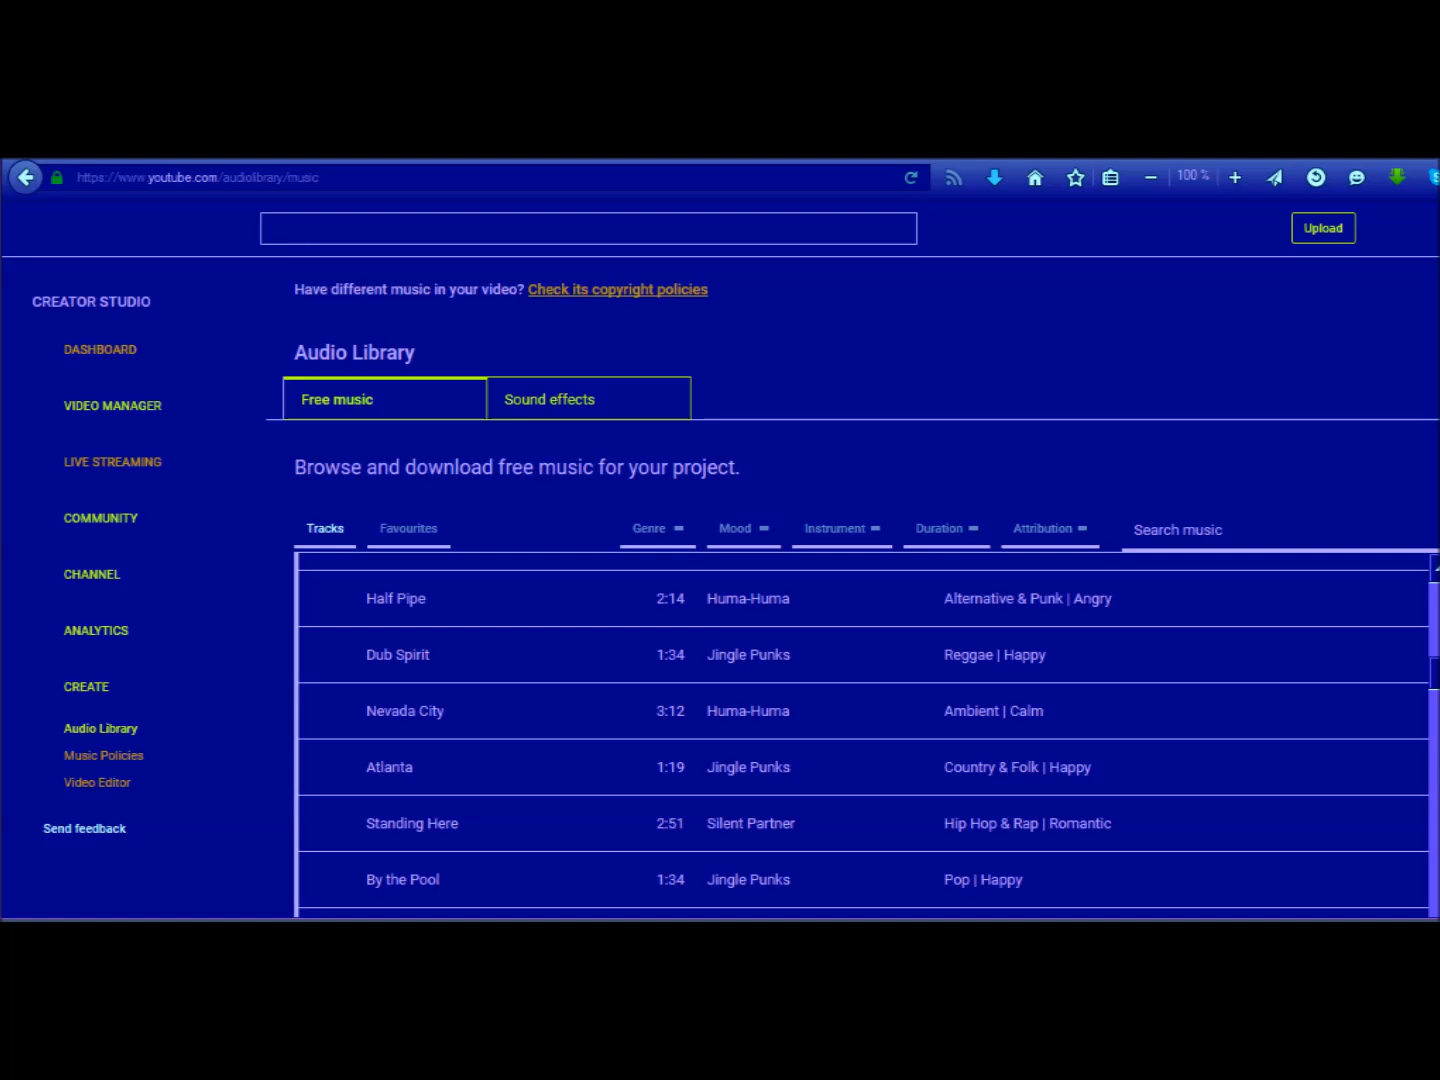 https://www.youtube.com/audiolibrary/music
100 %
Upload
Have different music in your video? Check its copyright policies
CREATOR STUDIO
DASHBOARD
VIDEO MANAGER
LIVE STREAMING
COMMUNITY
CHANNEL
ANALYTICS
CREATE
Audio Library
Music Policies
Video Editor
Send feedback
Audio Library
Free music Sound effects
Browse and download free music for your project.
Tracks Favourites Genre Mood Instrument Duration Attribution Search music
Half Pipe 2:14 Huma-Huma Alternative & Punk | Angry
Dub Spirit 1:34 Jingle Punks Reggae | Happy
Nevada City 3:12 Huma-Huma Ambient | Calm
Atlanta 1:19 Jingle Punks Country & Folk | Happy
Standing Here 2:51 Silent Partner Hip Hop & Rap | Romantic
By the Pool 1:34 Jingle Punks Pop | Happy